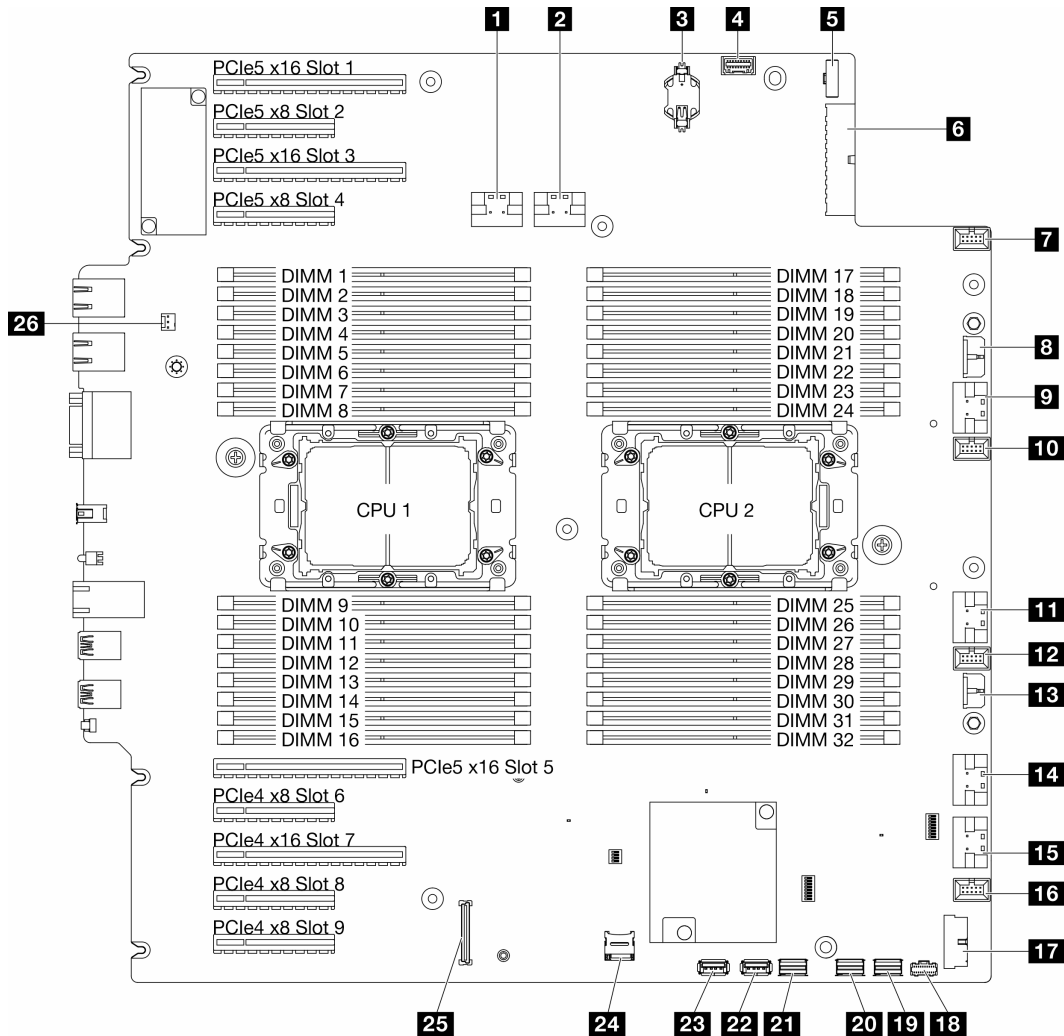 1
2
3
4
5
PCIe5 x16 Slot 1
PCIe5 x8 Slot 2
6
PCIe5 x16 Slot 3
PCIe5 x8 Slot 4
7
DIMM 1
DIMM 17
DIMM 2
DIMM 18
DIMM 3
DIMM 19
26
DIMM 4
DIMM 20
DIMM 5
DIMM 21
8
DIMM 6
DIMM 22
DIMM 7
DIMM 23
9
DIMM 8
DIMM 24
10
CPU 1
CPU 2
DIMM 9
DIMM 25
11
DIMM 10
DIMM 26
DIMM 11
DIMM 27
12
DIMM 12
DIMM 28
DIMM 13
DIMM 29
13
DIMM 14
DIMM 30
DIMM 15
DIMM 31
DIMM 16
DIMM 32
PCIe5 x16 Slot 5
14
PCIe4 x8 Slot 6
PCIe4 x16 Slot 7
15
PCIe4 x8 Slot 8
16
PCIe4 x8 Slot 9
17
25
24
23
22
21
20
19
18